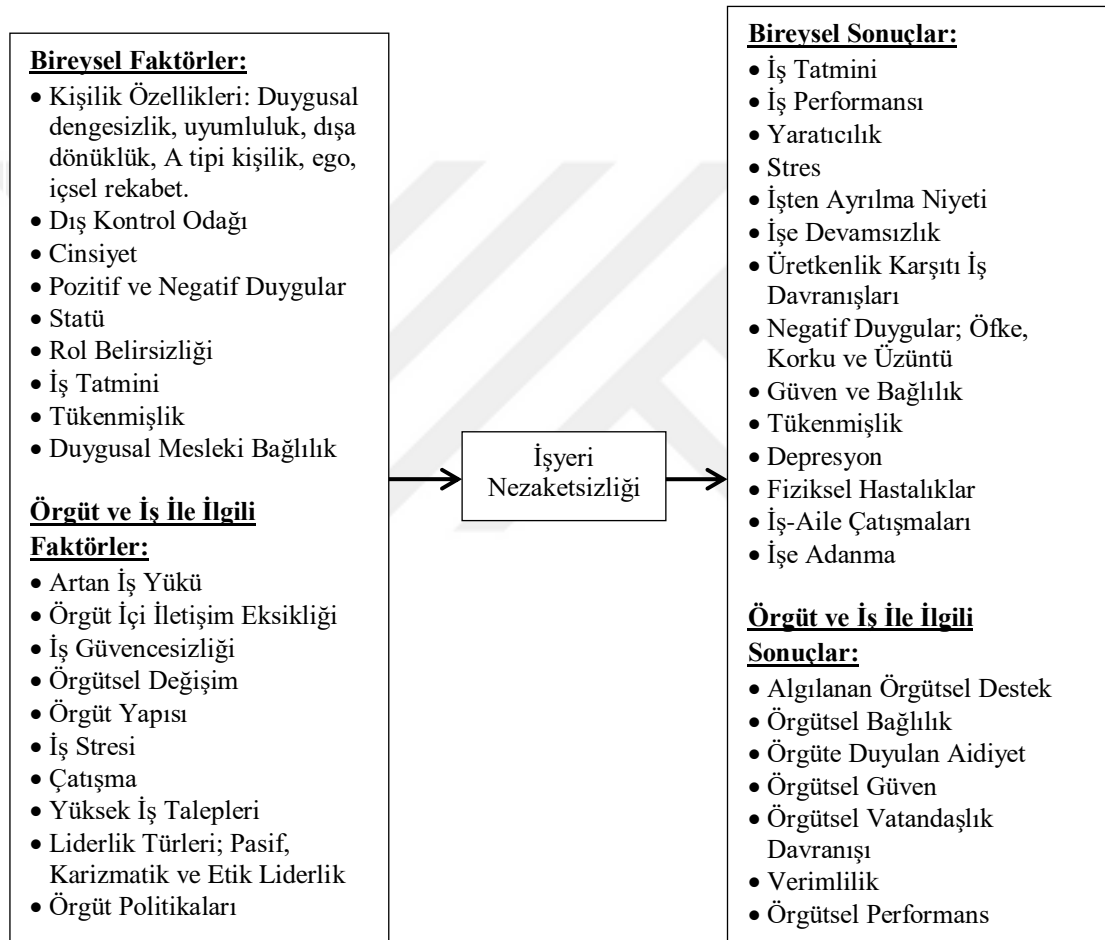 Bireysel Faktörler:
• Kişilik Özellikleri: Duygusal
dengesizlik, uyumluluk, dışa
dönüklük, A tipi kişilik, ego,
içsel rekabet.
• Dış Kontrol Odağı
• Cinsiyet
• Pozitif ve Negatif Duygular
• Statü
• Rol Belirsizliği
• İş Tatmini
• Tükenmişlik
• Duygusal Mesleki Bağlılık
Örgüt ve İş İle İlgili
Faktörler:
• Artan İş Yükü
• Örgüt İçi İletişim Eksikliği
• İş Güvencesizliği
• Örgütsel Değişim
• Örgüt Yapısı
• İş Stresi
• Çatışma
• Yüksek İş Talepleri
• Liderlik Türleri; Pasif,
Karizmatik ve Etik Liderlik
• Örgüt Politikaları
İşyeri
Nezaketsizliği
Bireysel Sonuçlar:
• İş Tatmini
• İş Performansı
• Yaratıcılık
• Stres
• İşten Ayrılma Niyeti
• İşe Devamsızlık
• Üretkenlik Karşıtı İş
Davranışları
• Negatif Duygular; Öfke,
Korku ve Üzüntü
• Güven ve Bağlılık
• Tükenmişlik
• Depresyon
• Fiziksel Hastalıklar
• İş-Aile Çatışmaları
• İşe Adanma
Örgüt ve İş İle İlgili
Sonuçlar:
• Algılanan Örgütsel Destek
• Örgütsel Bağlılık
• Örgüte Duyulan Aidiyet
• Örgütsel Güven
• Örgütsel Vatandaşlık
Davranışı
• Verimlilik
• Örgütsel Performans